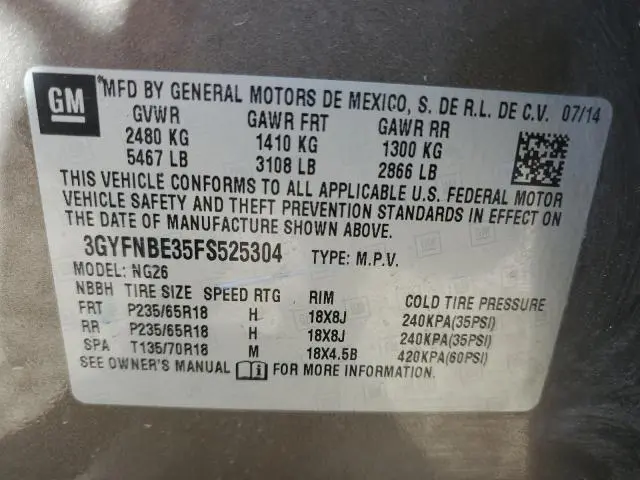 GM MFD BY GENERAL MOTORS DE MEXICO, S. DE R.L. DE C.V. 07/14
GVWR GAWR FRT GAWR RR
2480 KG 1410 KG 1300 KG
5467 LB 3108 LB 2866 LB
THIS VEHICLE CONFORMS TO ALL APPLICABLE U.S. FEDERAL MOTOR
VEHICLE SAFETY AND THEFT PREVENTION STANDARDS IN EFFECT ON
THE DATE OF MANUFACTURE SHOWN ABOVE.
3GYFNBE35FS525304 TYPE: M.P.V.
MODEL: NG26
NBBH TIRE SIZE SPEED RTG RIM COLD TIRE PRESSURE
FRT P235/65R18 H 18X8J 240KPA(35PSI)
RR P235/65R18 H 18X8J 240KPA(35PSI)
SPA T135/70R18 M 18X4.5B 420KPA(60PSI)
SEE OWNER'S MANUAL FOR MORE INFORMATION.